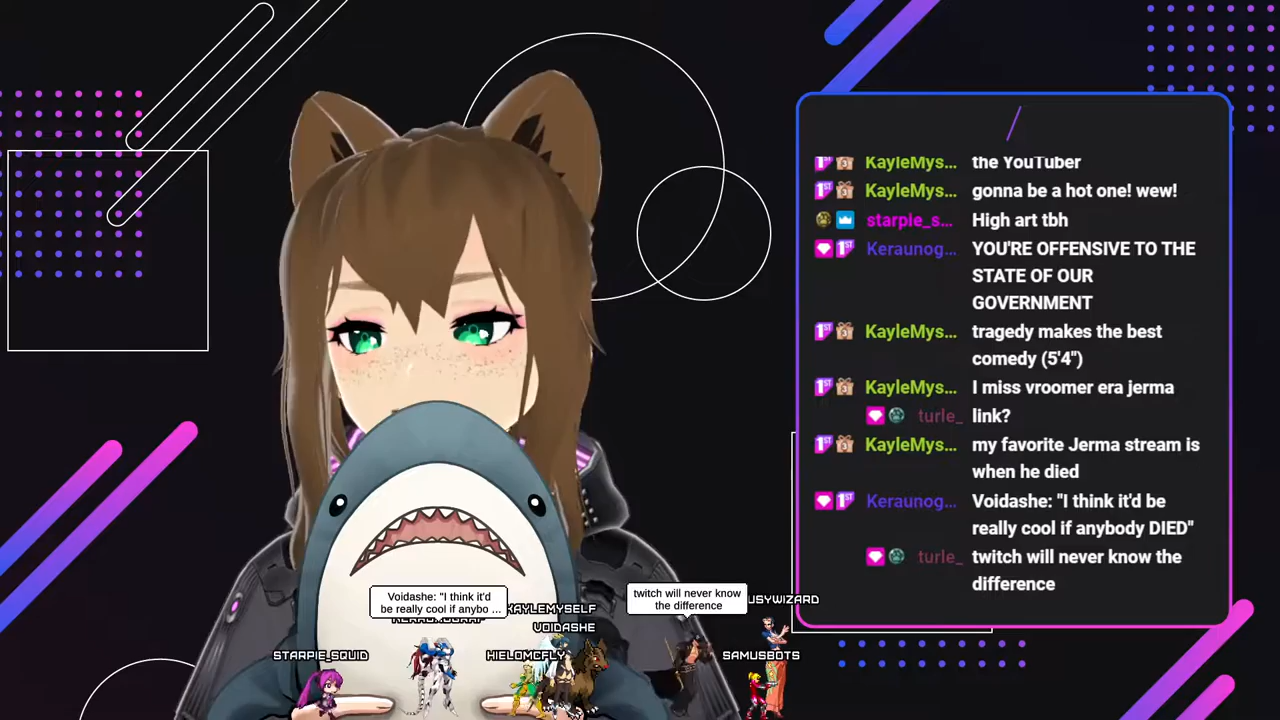 KayleMys... the YouTuber
KayleMys... gonna be a hot one! wew!
starpie_s... High art tbh
Keraunog... YOU'RE OFFENSIVE TO THE
STATE OF OUR
GOVERNMENT
KayleMys... tragedy makes the best
comedy (5'4")
KayleMys... I miss vroomer era jerma
turle_ link?
KayleMys... my favorite Jerma stream is
when he died
Keraunog... Voidashe: "I think it'd be
really cool if anybody DIED"
turle_ twitch will never know the
difference
Voidashe: "I think it'd
be really cool if anybo ...
twitch will never know
the difference
USYWIZARD
KAYLEMYSELF
VOIDASHE
STARPIE_SQUID
HIELOMCFLY
SAMUSBOTS